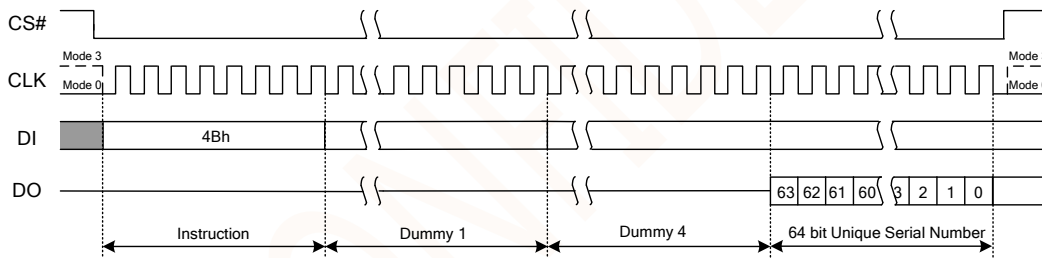 CS#
Mode 3
Mode
CLK
Mode 0
Mode
DI
4Bh
DO
63 62 61 60 3 2 1 0
Instruction
Dummy 1
Dummy 4
64 bit Unique Serial Number